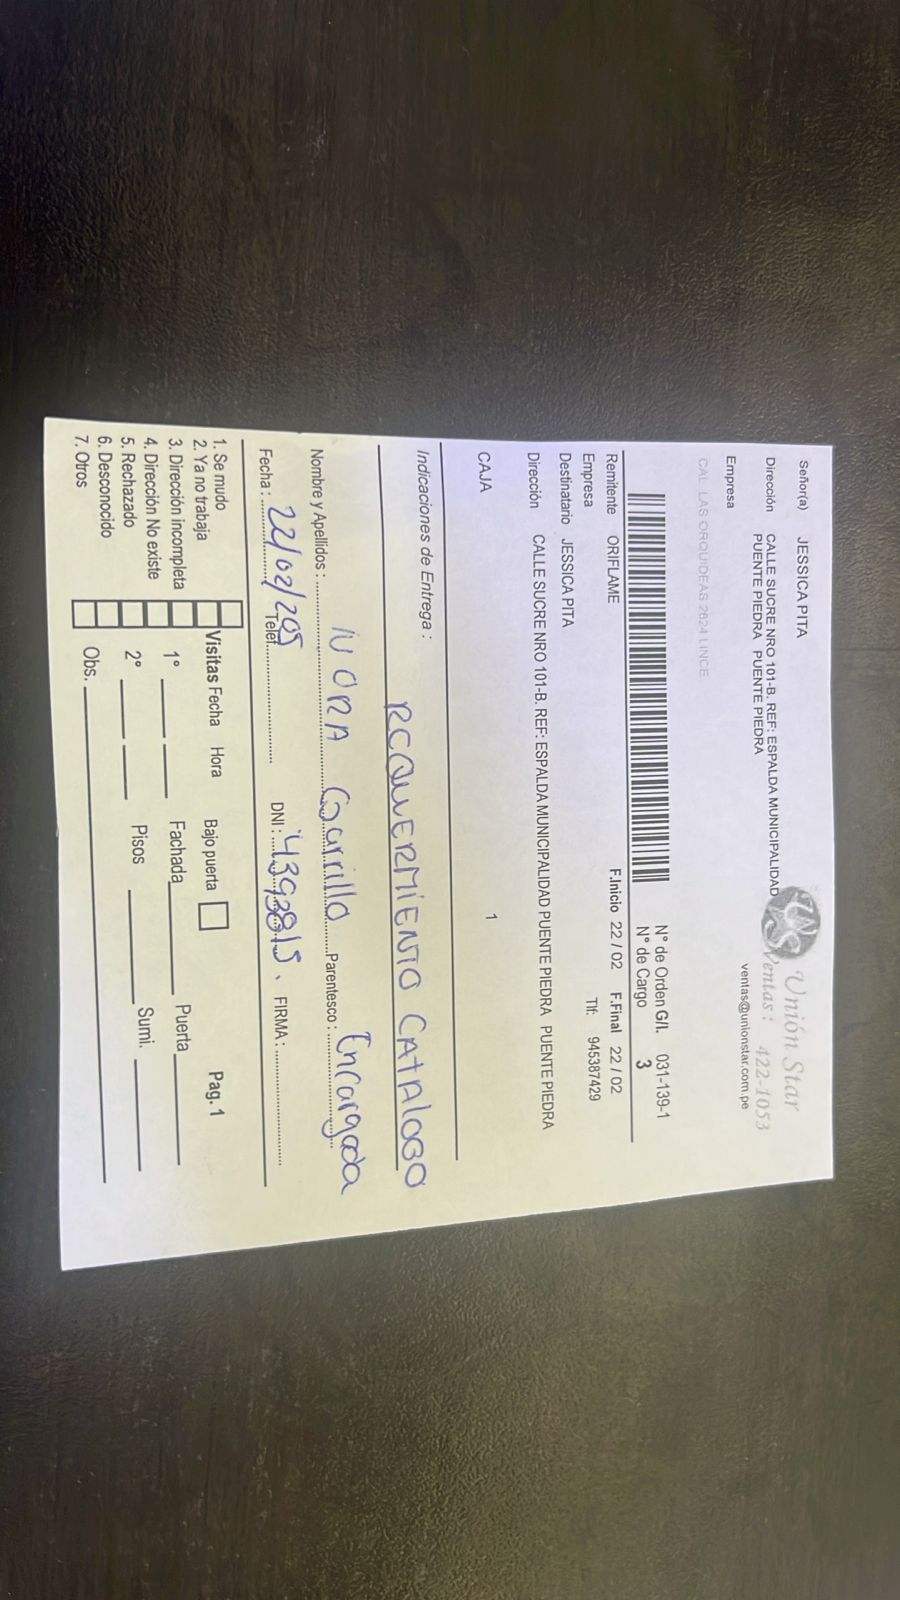 Señor(a) JESSICA PITA
Dirección CALLE SUCRE NRO 101-B. REF: ESPALDA MUNICIPALIDAD
PUENTE PIEDRA PUENTE PIEDRA
Empresa
Unión Star
Ventas: 422-1053
ventas@unionstar.com.pe
CAL LAS ORQUIDEAS 2624 LINCE
N° de Orden G/I. 031-139-1
N° de Cargo 3
Remitente ORIFLAME F.Inicio 22 / 02 F.Final 22 / 02
Empresa Tlf: 945387429
Destinatario JESSICA PITA
Dirección CALLE SUCRE NRO 101-B. REF: ESPALDA MUNICIPALIDAD PUENTE PIEDRA PUENTE PIEDRA
CAJA 1
Indicaciones de Entrega :
RCQUERMIENTO CATALOGO
Nombre y Apellidos : NORA Garrillo Parentesco : Encargada
Fecha : 22/02/205 Telef. DNI : 4393815. FIRMA :
1. Se mudo
2. Ya no trabaja
3. Dirección incompleta
4. Dirección No existe
5. Rechazado
6. Desconocido
7. Otros
Visitas Fecha Hora Bajo puerta Pag. 1
1° Fachada Puerta
2° Pisos Sumi.
Obs.